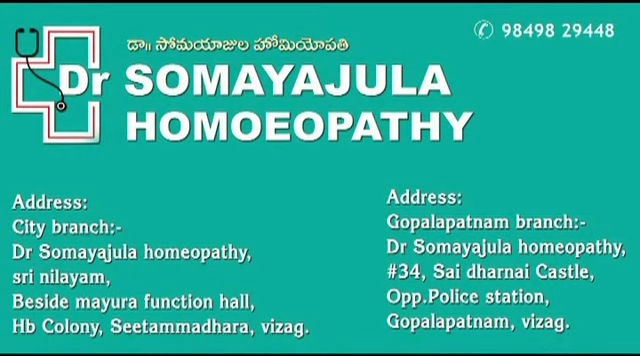 ✆ 98498 29448
డా॥ సోమయాజుల హోమియోపతి
Dr SOMAYAJULA
HOMOEOPATHY
Address:
City branch:-
Dr Somayajula homeopathy,
sri nilayam,
Beside mayura function hall,
Hb Colony, Seetammadhara, vizag.
Address:
Gopalapatnam branch:-
Dr Somayajula homeopathy,
#34, Sai dharnai Castle,
Opp.Police station,
Gopalapatnam, vizag.